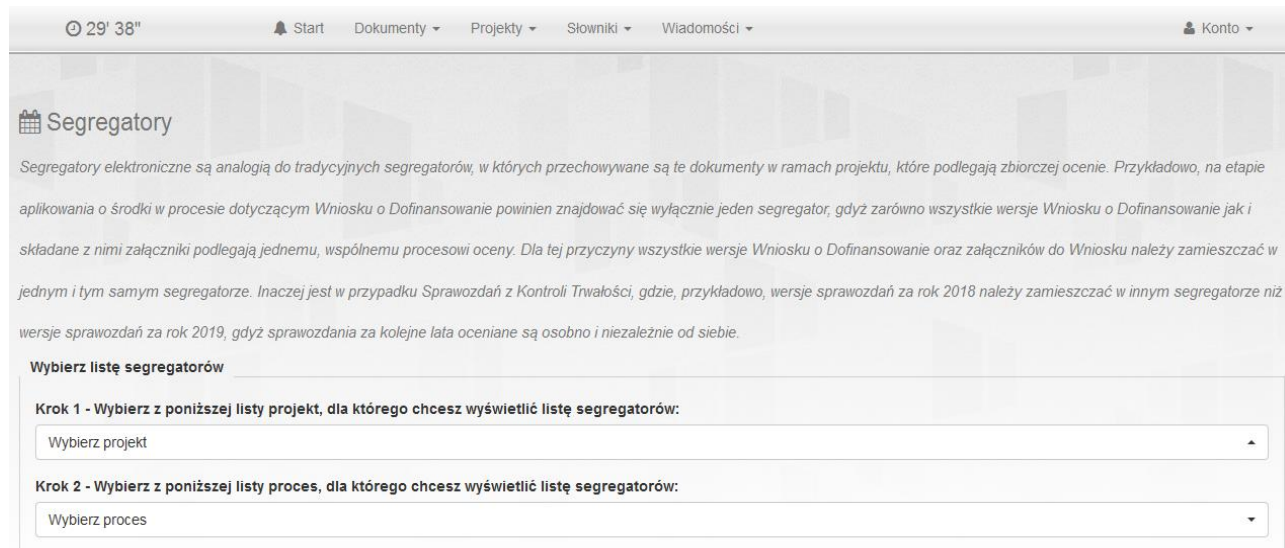 29' 38" Start Dokumenty Projekty Słowniki Wiadomości Konto
Segregatory
Segregatory elektroniczne są analogią do tradycyjnych segregatorów, w których przechowywane są te dokumenty w ramach projektu, które podlegają zbiorczej ocenie. Przykładowo, na etapie
aplikowania o środki w procesie dotyczącym Wniosku o Dofinansowanie powinien znajdować się wyłącznie jeden segregator, gdyż zarówno wszystkie wersje Wniosku o Dofinansowanie jak i
składane z nimi załączniki podlegają jednemu, wspólnemu procesowi oceny. Dla tej przyczyny wszystkie wersje Wniosku o Dofinansowanie oraz załączników do Wniosku należy zamieszczać w
jednym i tym samym segregatorze. Inaczej jest w przypadku Sprawozdań z Kontroli Trwałości, gdzie, przykładowo, wersje sprawozdań za rok 2018 należy zamieszczać w innym segregatorze niż
wersje sprawozdań za rok 2019, gdyż sprawozdania za kolejne lata oceniane są osobno i niezależnie od siebie.
Wybierz listę segregatorów
Krok 1 - Wybierz z poniższej listy projekt, dla którego chcesz wyświetlić listę segregatorów:
Wybierz projekt
Krok 2 - Wybierz z poniższej listy proces, dla którego chcesz wyświetlić listę segregatorów:
Wybierz proces